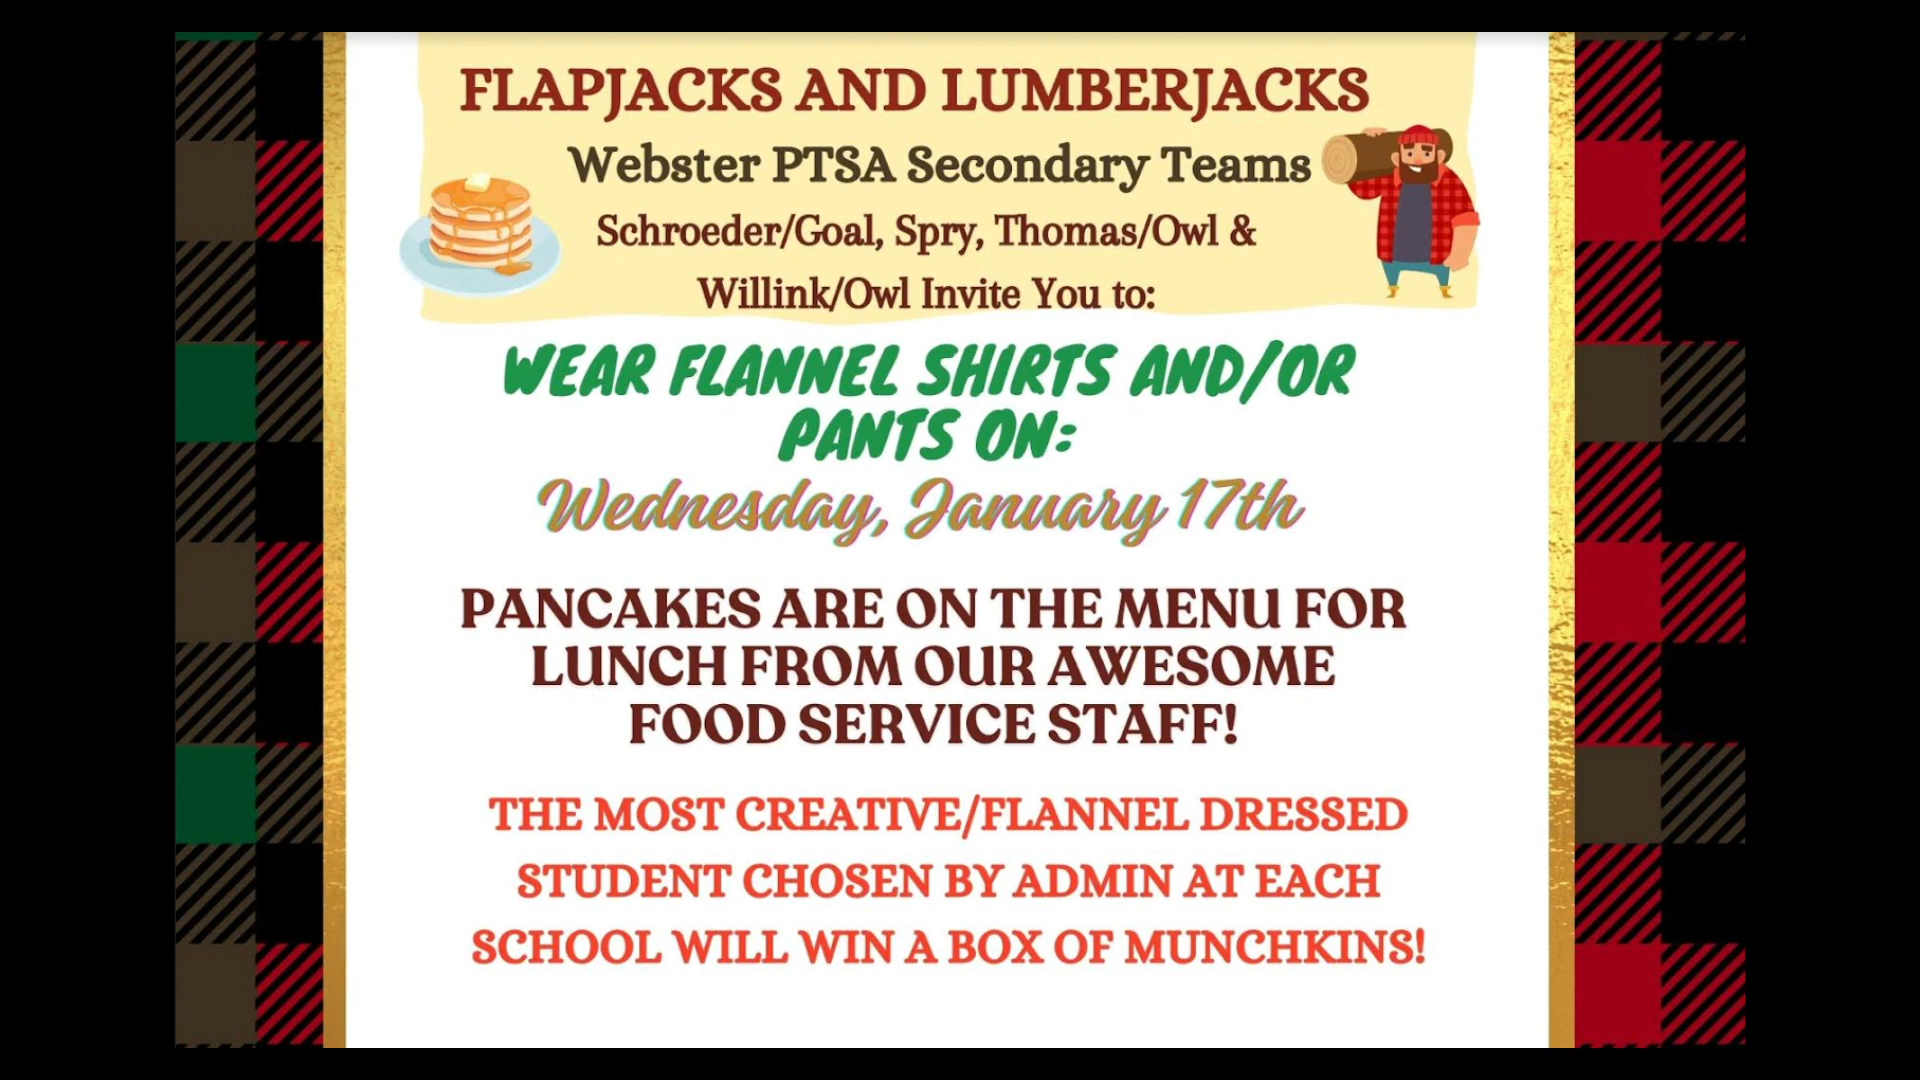 FLAPJACKS AND LUMBERJACKS
Webster PTSA Secondary Teams
Schroeder/Goal, Spry, Thomas/Owl &
Willink/Owl Invite You to:
WEAR FLANNEL SHIRTS AND/OR
PANTS ON:
Wednesday, January 17th
PANCAKES ARE ON THE MENU FOR
LUNCH FROM OUR AWESOME
FOOD SERVICE STAFF!
THE MOST CREATIVE/FLANNEL DRESSED
STUDENT CHOSEN BY ADMIN AT EACH
SCHOOL WILL WIN A BOX OF MUNCHKINS!